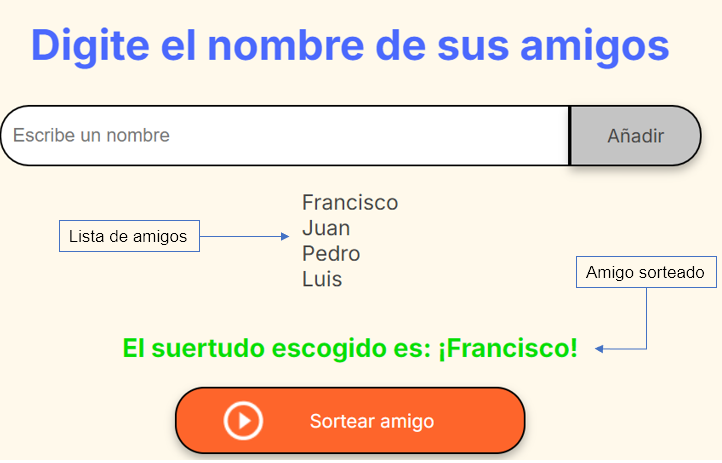 Digite el nombre de sus amigos
Escribe un nombre
Añadir
Francisco
Lista de amigos
Juan
Pedro
Luis
Amigo sorteado
El suertudo escogido es: ¡Francisco!
Sortear amigo